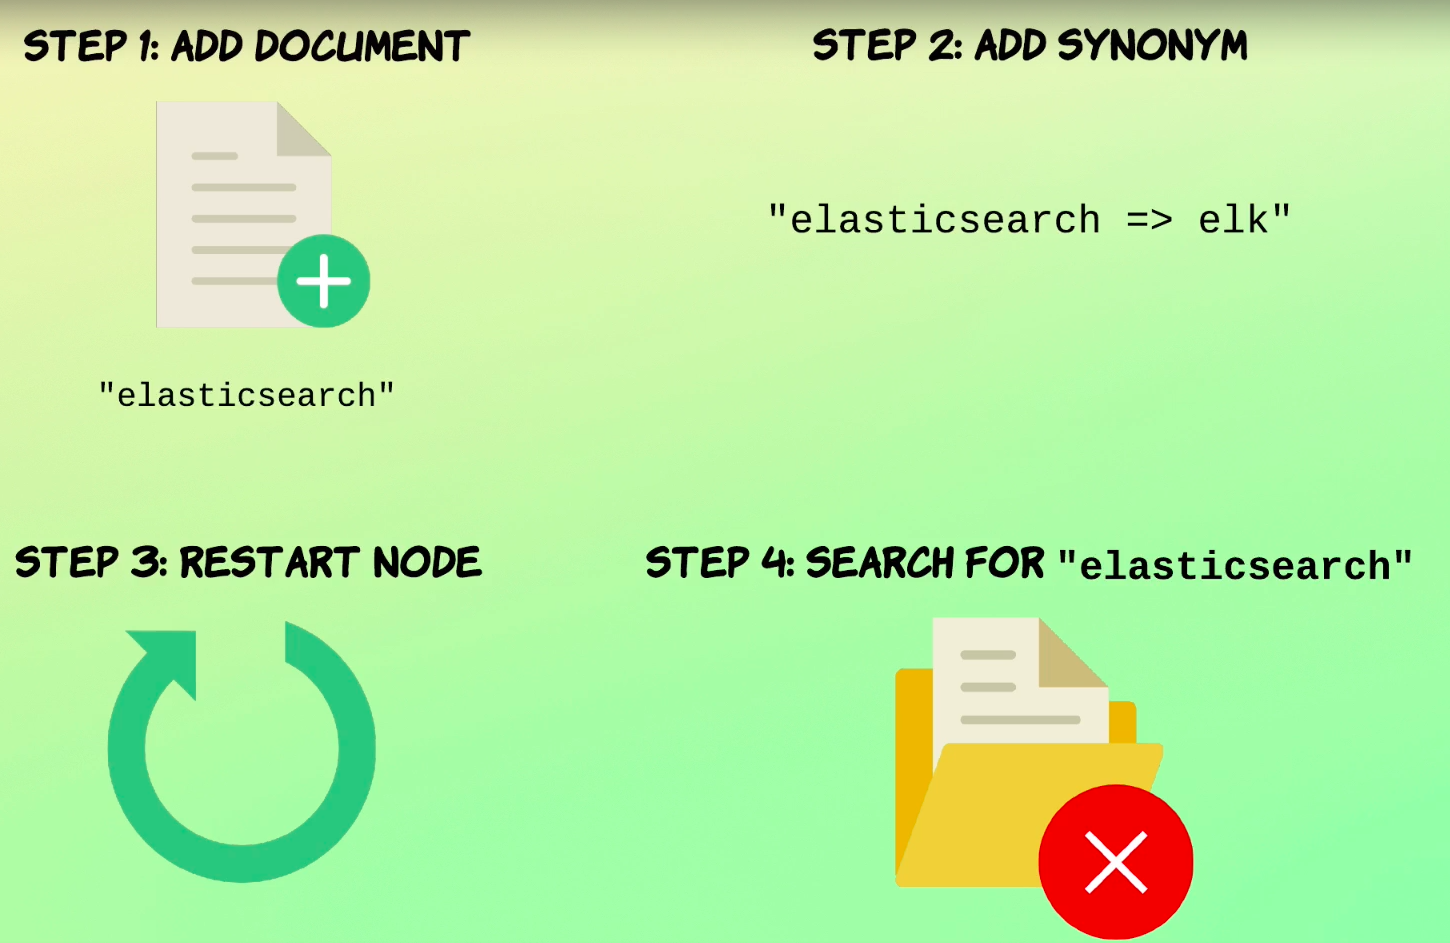 STEP 1: ADD DOCUMENT
"elasticsearch"
STEP 2: ADD SYNONYM
"elasticsearch => elk"
STEP 3: RESTART NODE
STEP 4: SEARCH FOR "elasticsearch"